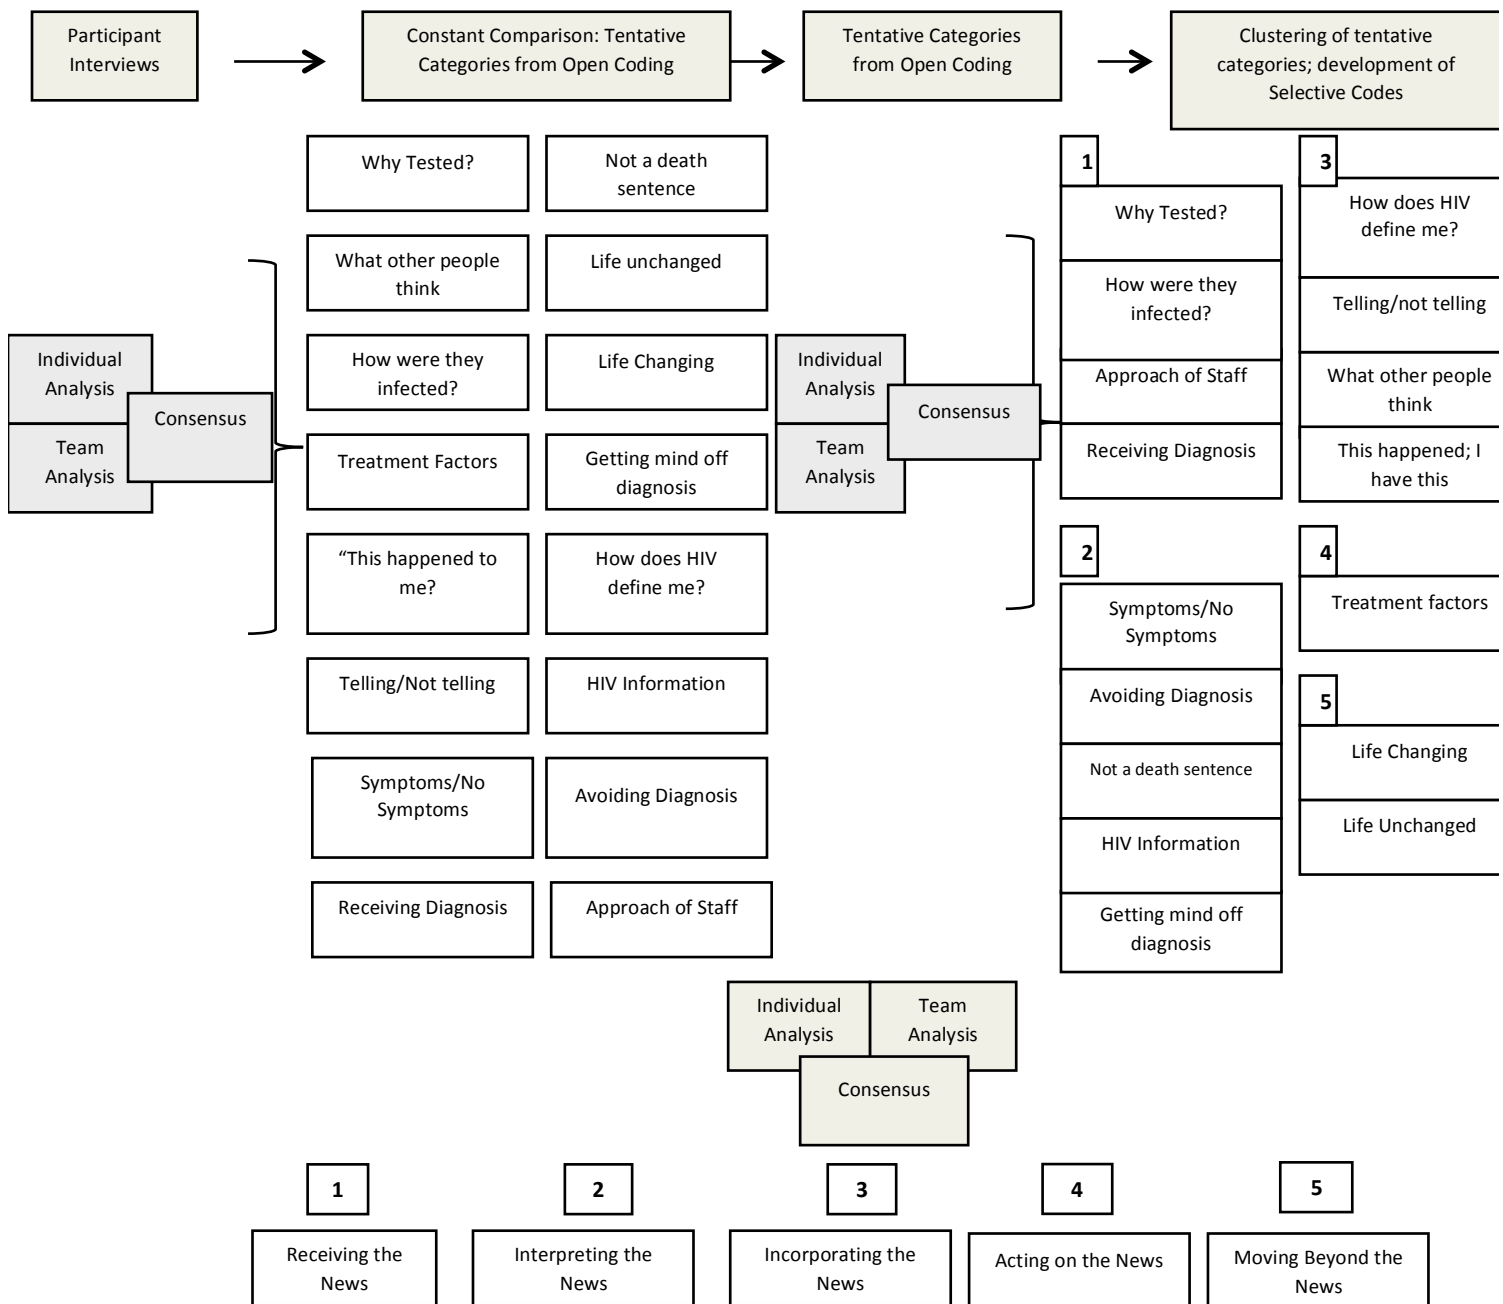 Participant
Interviews
Constant Comparison: Tentative
Categories from Open Coding
Tentative Categories
from Open Coding
Clustering of tentative
categories; development of
Selective Codes
Individual
Analysis
Team
Analysis
Consensus
Why Tested?
Not a death
sentence
What other people
think
Life unchanged
How were they
infected?
Life Changing
Treatment Factors
Getting mind off
diagnosis
“This happened to
me?
How does HIV
define me?
Telling/Not telling
HIV Information
Symptoms/No
Symptoms
Avoiding Diagnosis
Receiving Diagnosis
Approach of Staff
Individual
Analysis
Team
Analysis
Consensus
1
Why Tested?
How were they
infected?
Approach of Staff
Receiving Diagnosis
2
Symptoms/No
Symptoms
Avoiding Diagnosis
Not a death sentence
HIV Information
Getting mind off
diagnosis
3
How does HIV
define me?
Telling/not telling
What other people
think
This happened; I
have this
4
Treatment factors
5
Life Changing
Life Unchanged
Individual
Analysis
Team
Analysis
Consensus
1
Receiving the
News
2
Interpreting the
News
3
Incorporating the
News
4
Acting on the News
5
Moving Beyond the
News